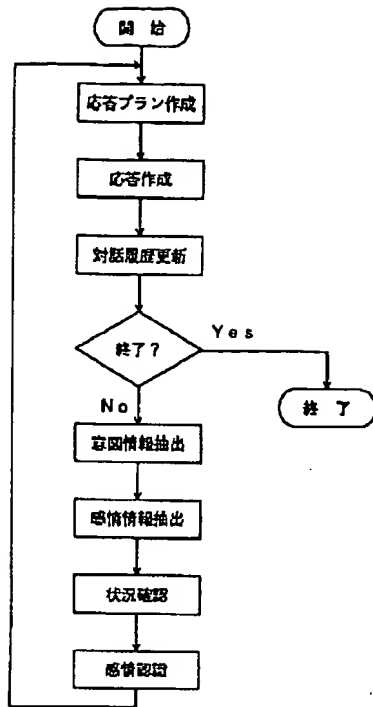 開始
応答プラン作成
応答作成
対話履歴更新
終了?
Yes
No
終了
意図情報抽出
感情情報抽出
状況確認
感情認識